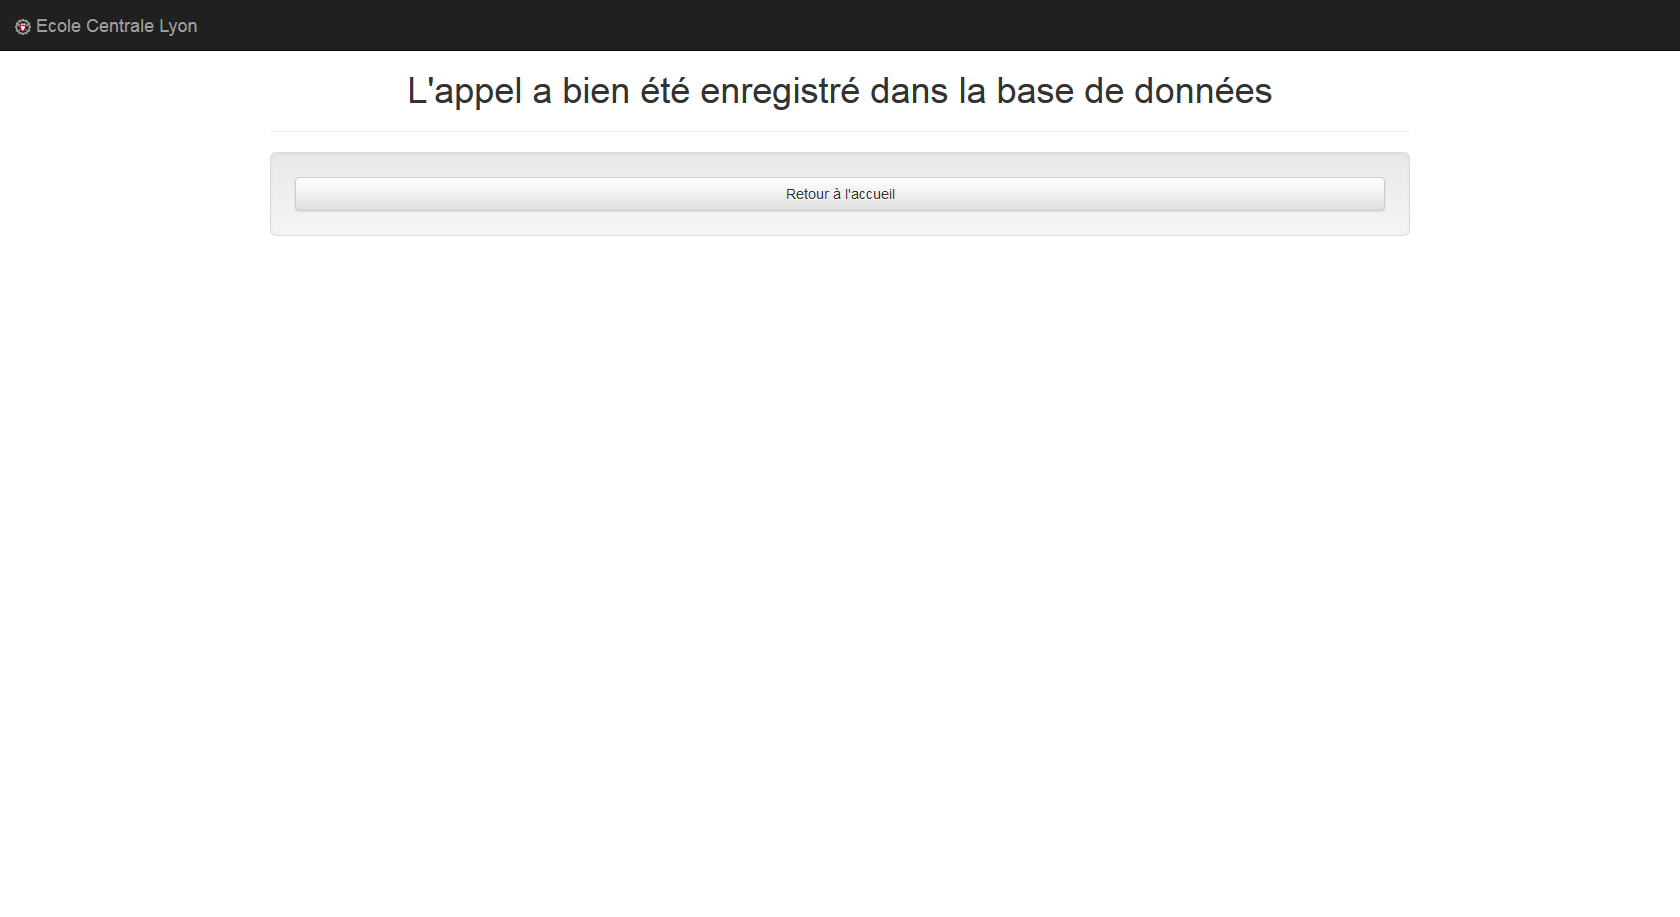 Ecole Centrale Lyon
L'appel a bien été enregistré dans la base de données
Retour à l'accueil